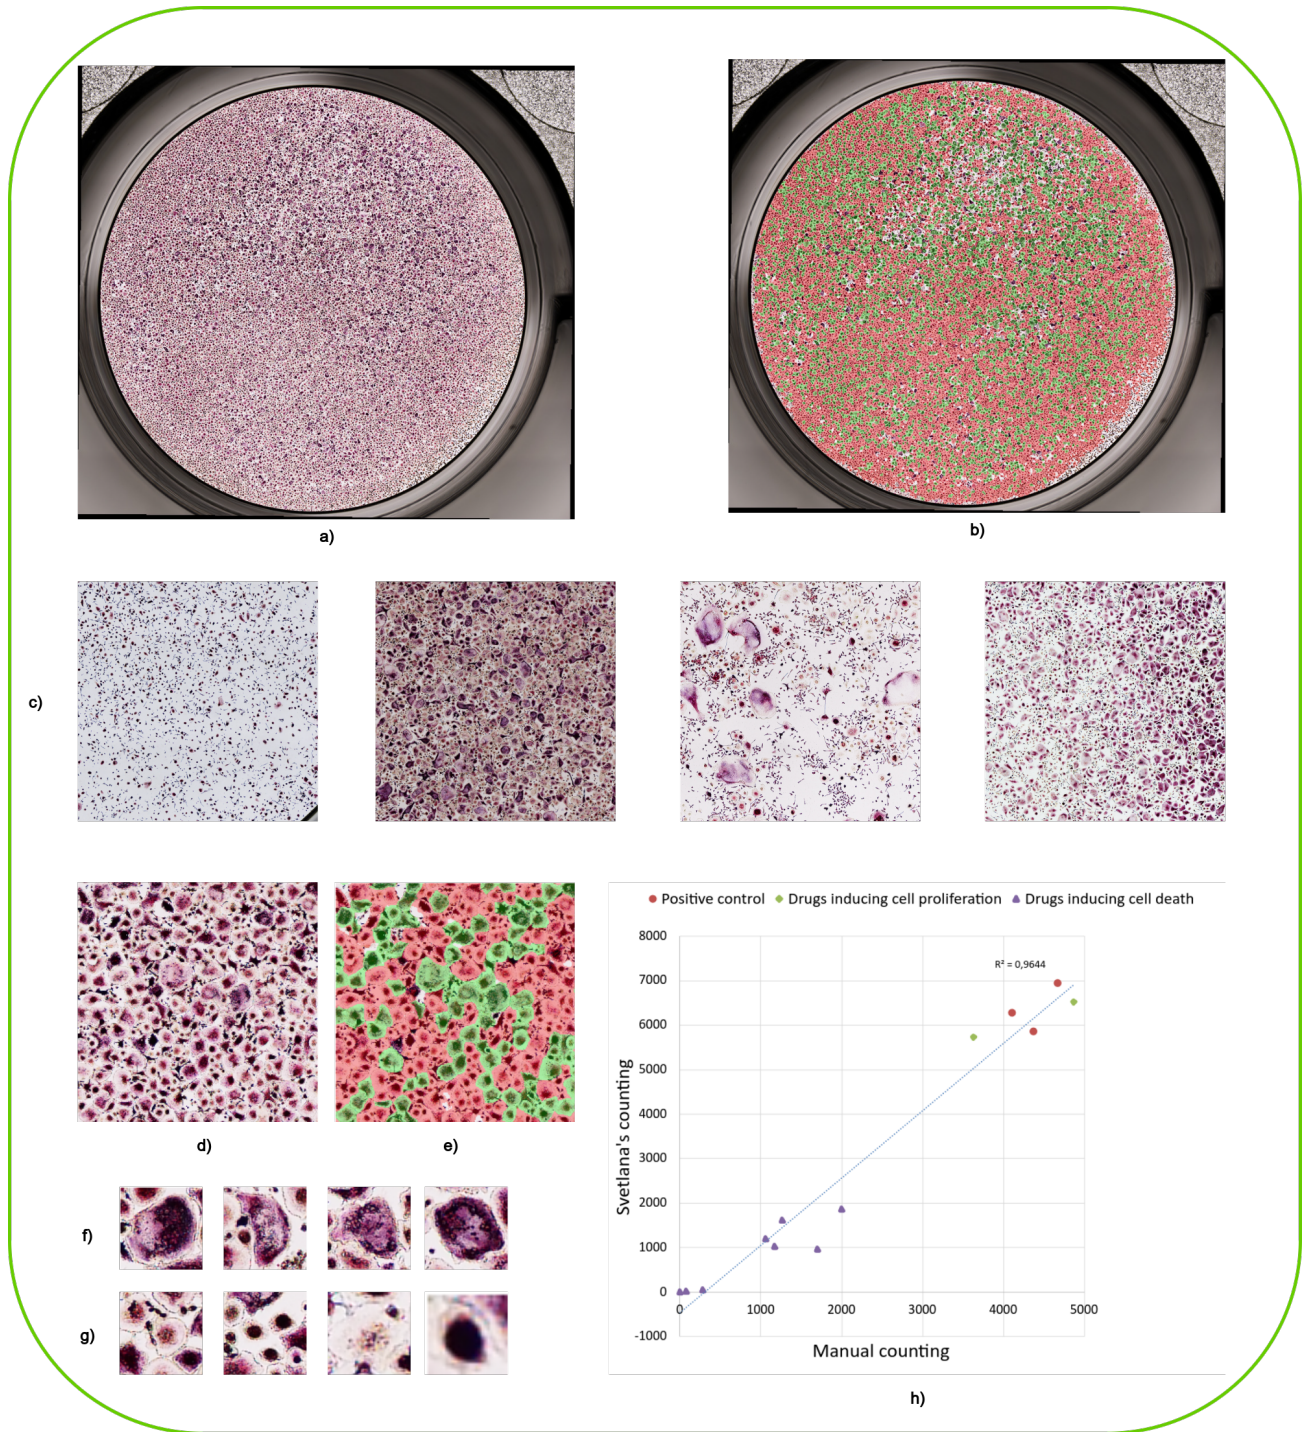 a)
b)
c)
d)
e)
f)
g)
Positive control Drugs inducing cell proliferation Drugs inducing cell death
8000
R² = 0,9644
7000
6000
5000
4000
3000
2000
1000
0
-1000
Svetlana's counting
0 1000 2000 3000 4000 5000
Manual counting
h)